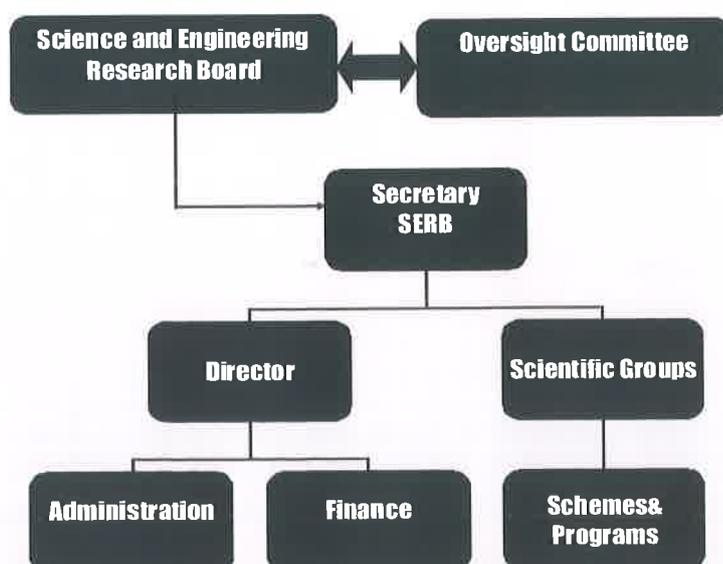 Science and Engineering
Research Board
Oversight Committee
Secretary
SERB
Director
Scientific Groups
Administration
Finance
Schemes&
Programs